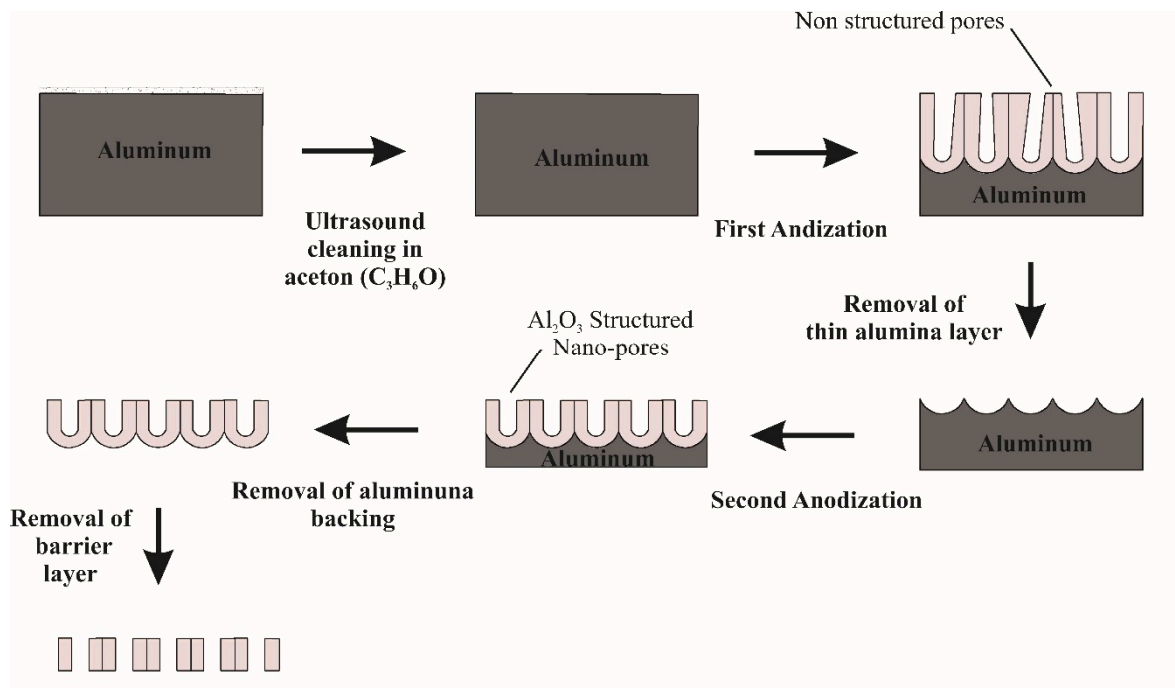 Non structured pores
Aluminum
Ultrasound
cleaning in
aceton (C₃H₆O)
Aluminum
First Andization
Aluminum
Removal of
thin alumina layer
Aluminum
Second Anodization
Al₂O₃ Structured
Nano-pores
Aluminum
Removal of aluminuna
backing
Removal of
barrier
layer